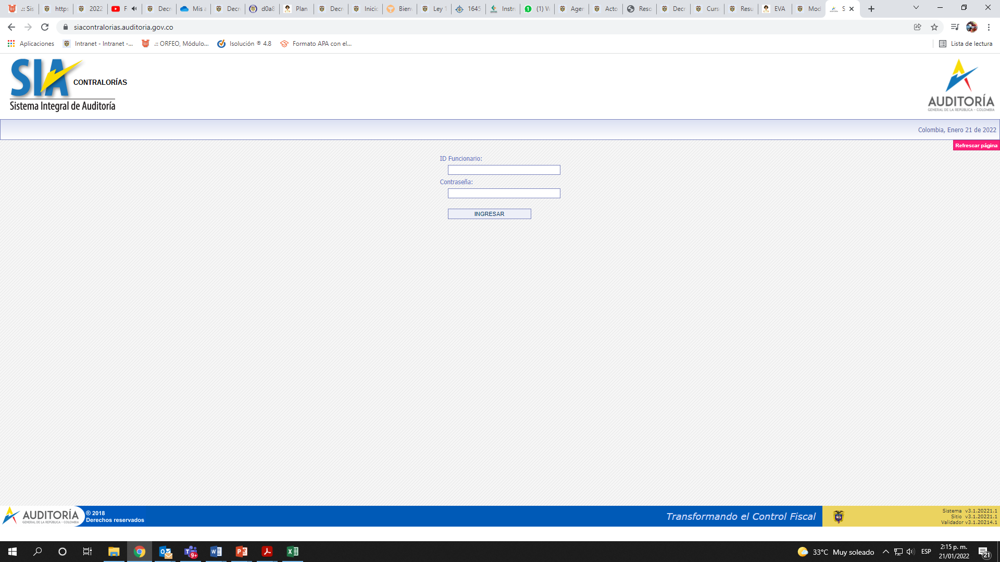 .:: Sis
https
2022
F
Decr
Mis a
Decr
d0a8
Plan
Decr
Inicio
Bien
Ley 1
1645
Instr
(1) W
Ager
Acto
Reso
Decr
Curs
Resu
EVA
Mod
S
siacontralorias.auditoria.gov.co
Aplicaciones
Intranet - Intranet -...
.:: ORFEO, Módulo...
Isolución ® 4.8
Formato APA con el...
Lista de lectura
SIA
CONTRALORÍAS
Sistema Integral de Auditoría
AUDITORÍA
GENERAL DE LA REPÚBLICA - COLOMBIA
Colombia, Enero 21 de 2022
Refrescar página
ID Funcionario:
Contraseña:
INGRESAR
AUDITORÍA
GENERAL DE LA REPÚBLICA - COLOMBIA
® 2018
Derechos reservados
Transformando el Control Fiscal
Sistema v3.1.20221.1
Sitio v3.1.20221.1
Validador v3.1.20214.1
9+
33°C Muy soleado
ESP
2:15 p. m.
21/01/2022
21